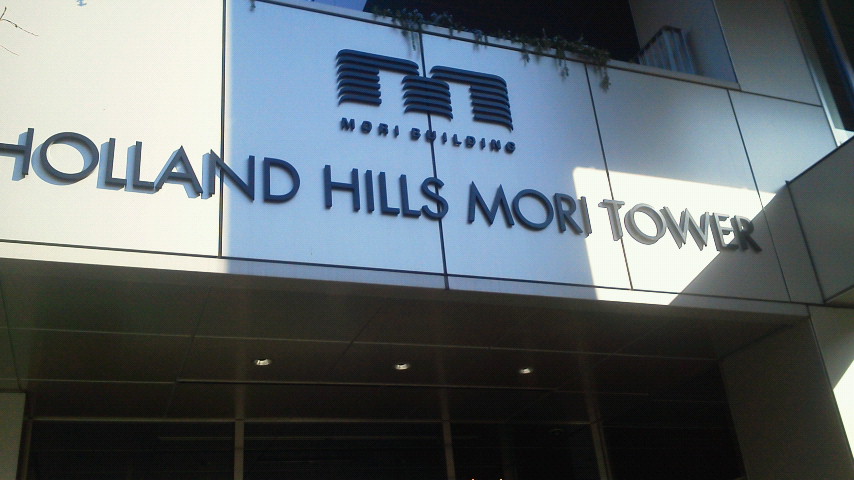 MORI BUILDING
HOLLAND HILLS MORI TOWER